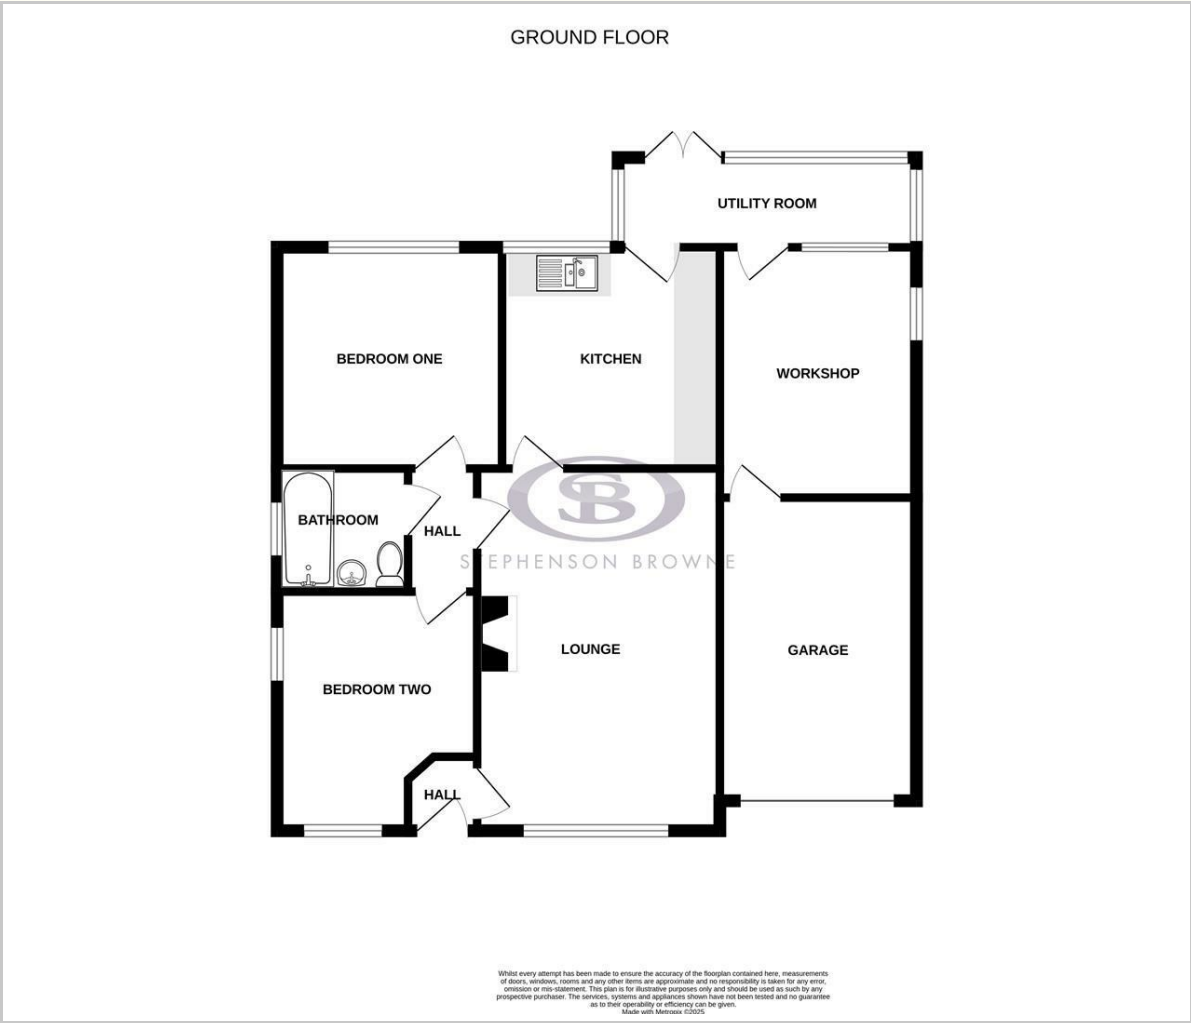 GROUND FLOOR
UTILITY ROOM
BEDROOM ONE
KITCHEN
WORKSHOP
BATHROOM
HALL
SB
STEPHENSON BROWNE
LOUNGE
GARAGE
BEDROOM TWO
HALL
Whilst every attempt has been made to ensure the accuracy of the floorplan contained here, measurements
of doors, windows, rooms and any other items are approximate and no responsibility is taken for any error,
omission or mis-statement. This plan is for illustrative purposes only and should be used as such by any
prospective purchaser. The services, systems and appliances shown have not been tested and no guarantee
as to their operability or efficiency can be given.
Made with Metropix ©2025